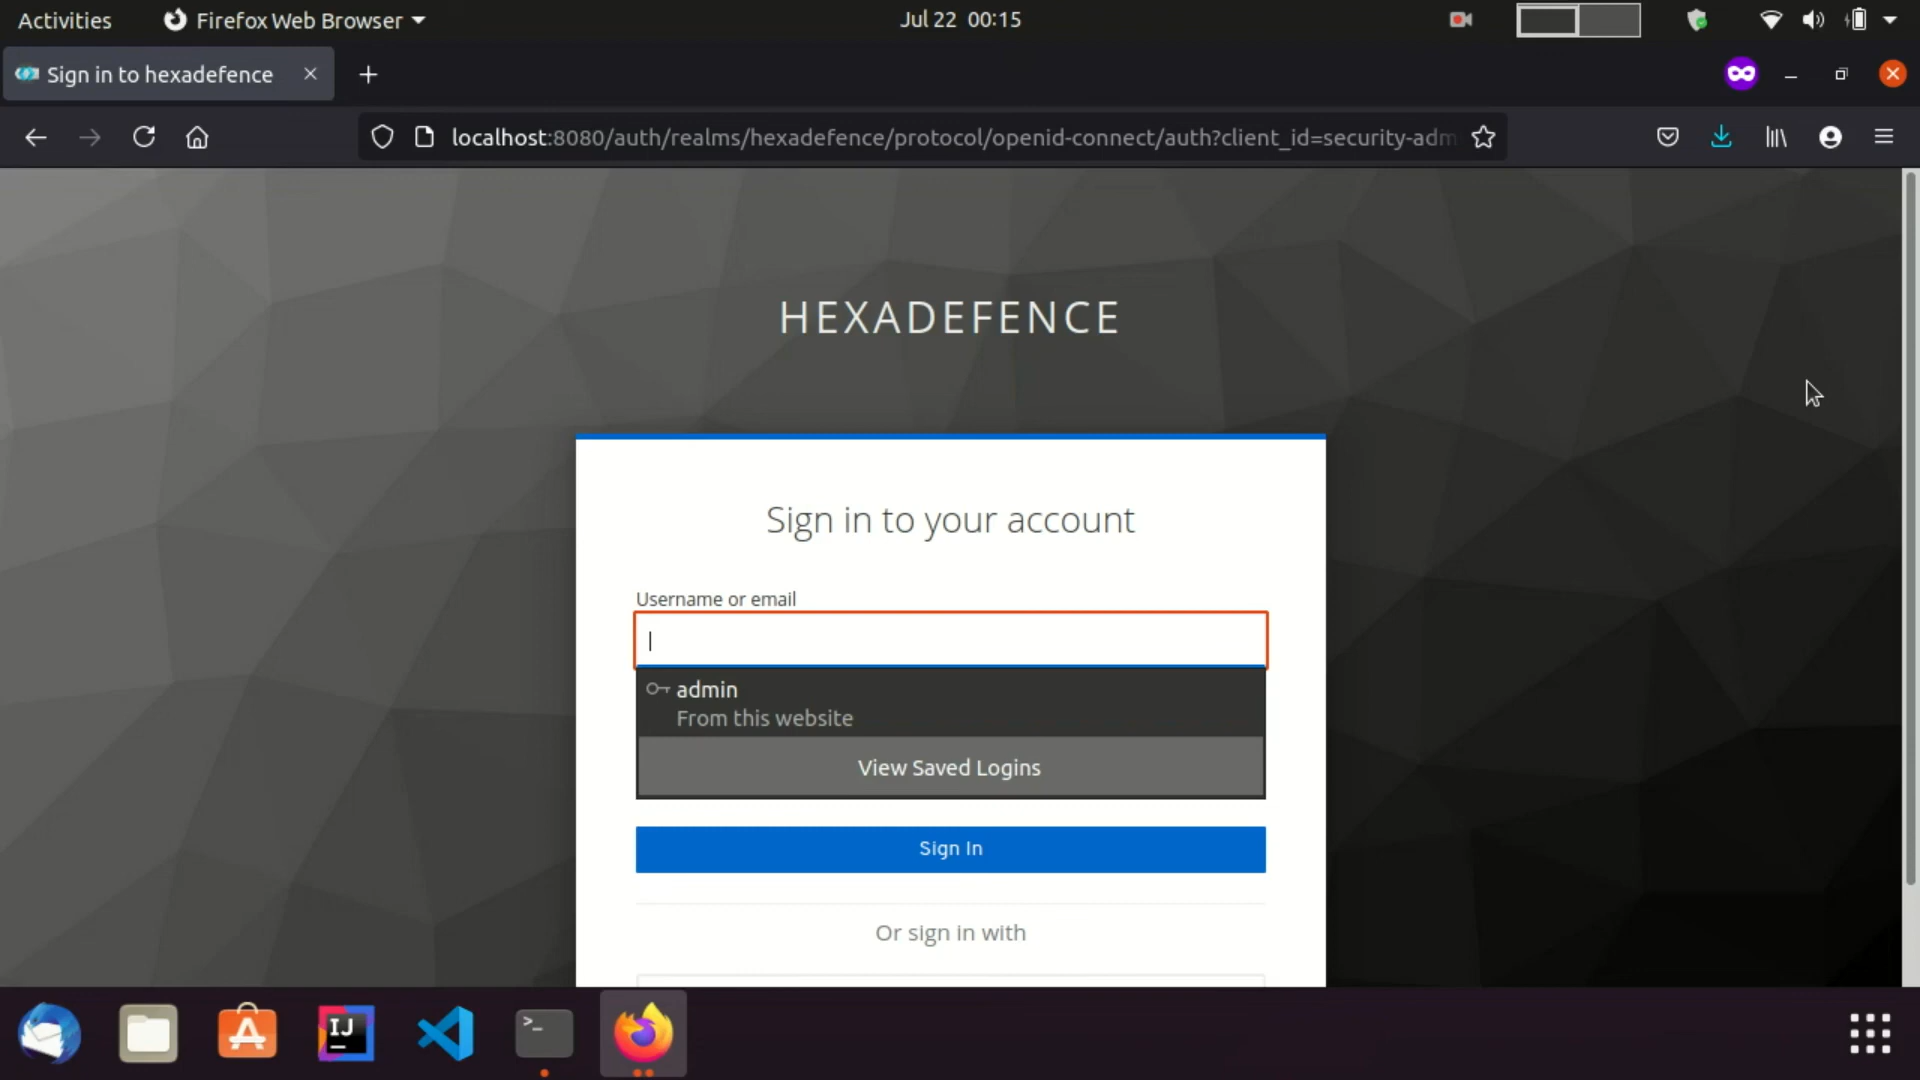 Activities
Firefox Web Browser
Jul 22 00:15
Sign in to hexadefence
localhost:8080/auth/realms/hexadefence/protocol/openid-connect/auth?client_id=security-adm
HEXADEFENCE
Sign in to your account
Username or email
admin
From this website
View Saved Logins
Sign In
Or sign in with
IJ
>_